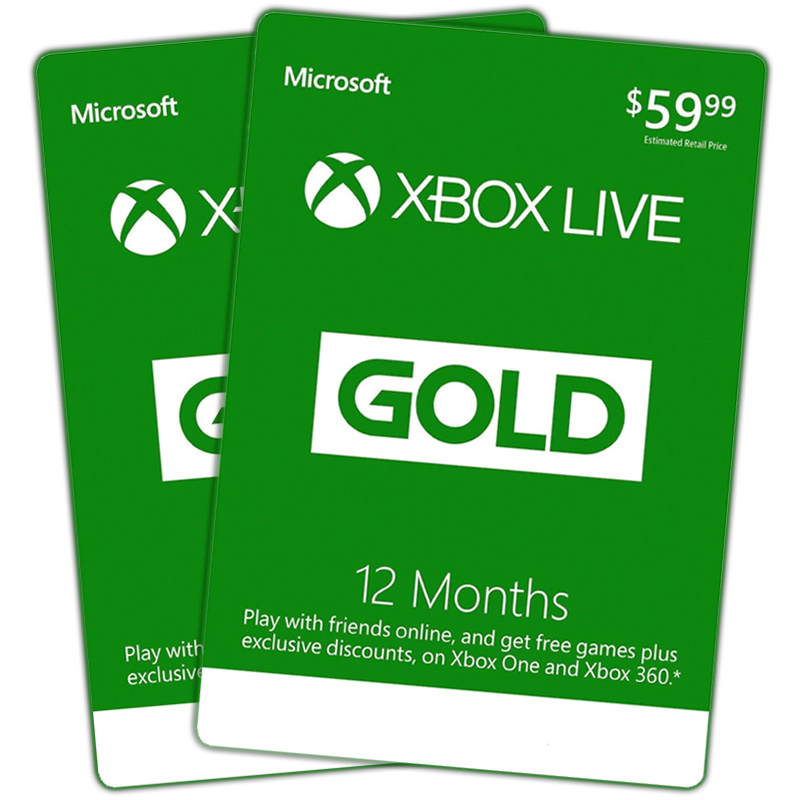 Microsoft
X
G
Play with
exclusive
Microsoft
$59.99
Estimated Retail Price
XBOX LIVE
GOLD
12 Months
Play with friends online, and get free games plus
exclusive discounts, on Xbox One and Xbox 360.*